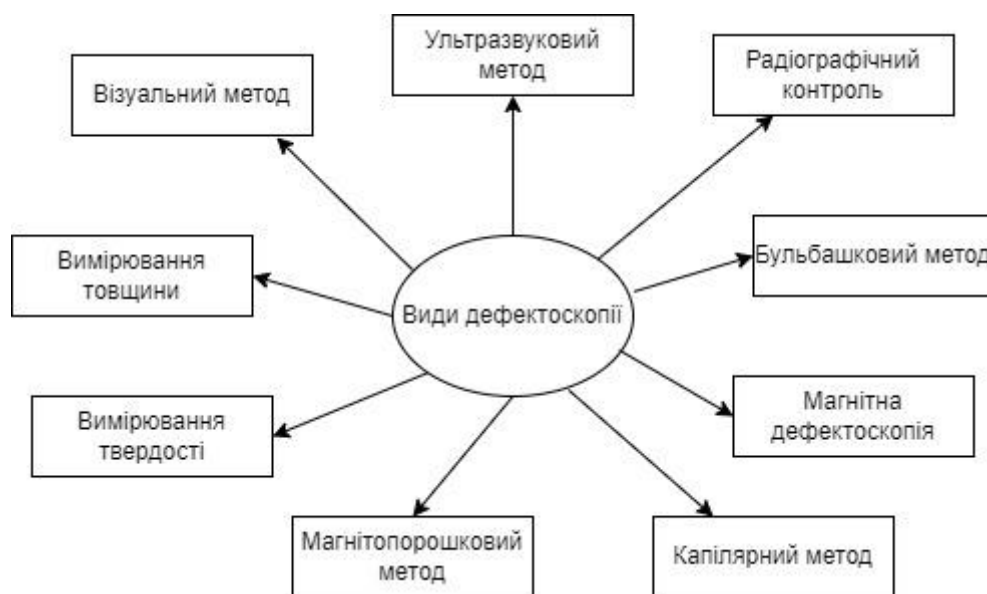 Ультразвуковий
метод
Радіографічний
контроль
Візуальний метод
Вимірювання
товщини
Бульбашковий метод
Види дефектоскопії
Вимірювання
твердості
Магнітна
дефектоскопія
Магнітопорошковий
метод
Капілярний метод